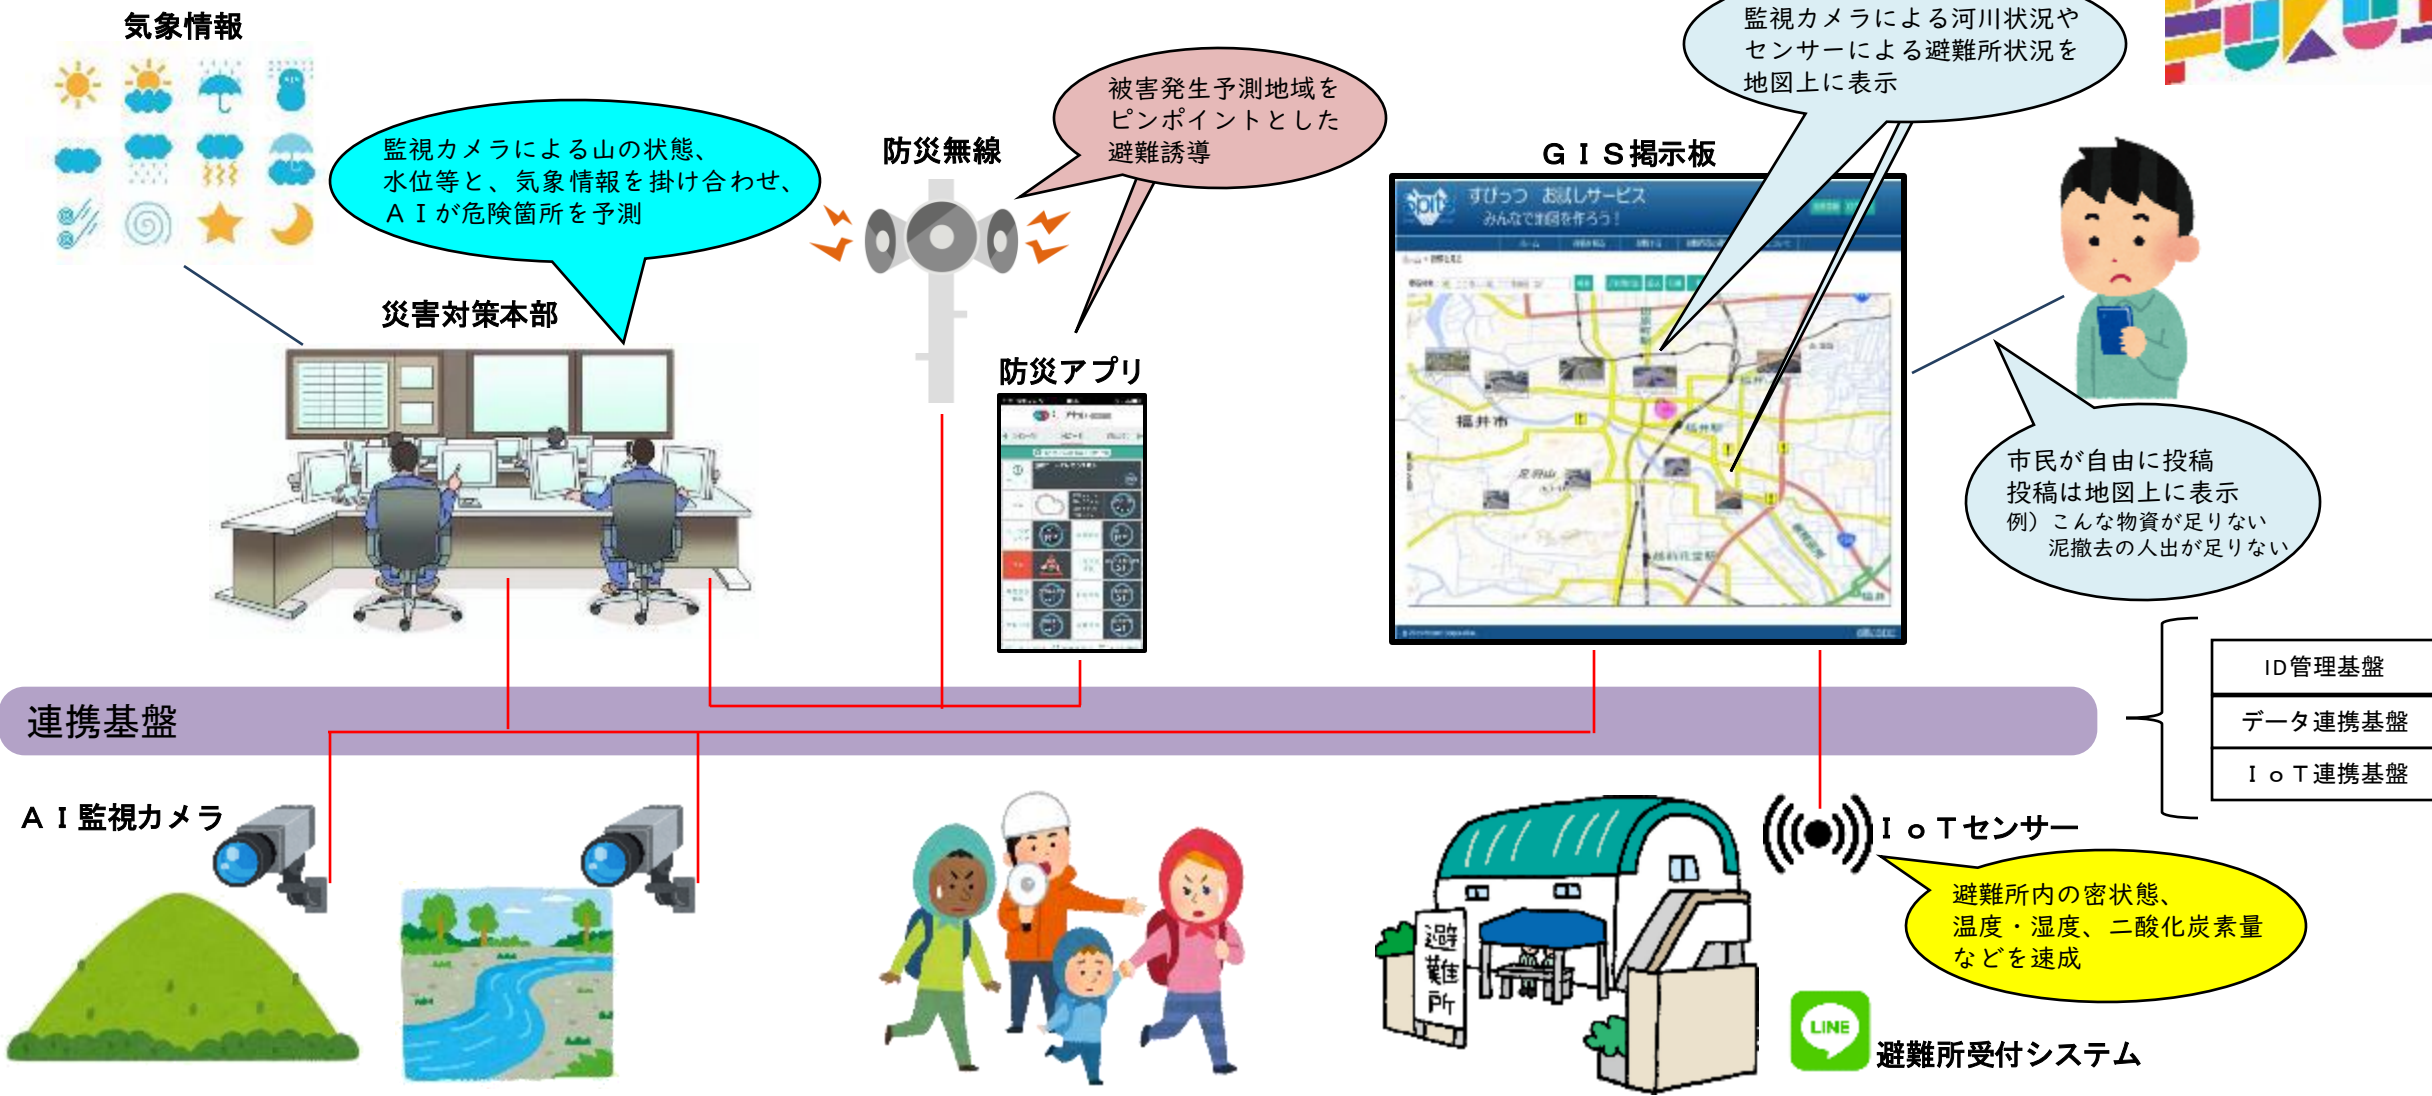 気象情報
監視カメラによる山の状態、
水位等と、気象情報を掛け合わせ、
ＡＩが危険箇所を予測
災害対策本部
防災無線
被害発生予測地域を
ピンポイントとした
避難誘導
防災アプリ
監視カメラによる河川状況や
センサーによる避難所状況を
地図上に表示
ＧＩＳ掲示板
Spits
すぴっつ　お試しサービス
みんなで地図を作ろう！
福井市
足羽山
福井駅
市民が自由に投稿
投稿は地図上に表示
例）こんな物資が足りない
泥撤去の人出が足りない
連携基盤
ID管理基盤
データ連携基盤
ＩｏＴ連携基盤
ＡＩ監視カメラ
避難所
ＩｏＴセンサー
避難所内の密状態、
温度・湿度、二酸化炭素量
などを速成
LINE
避難所受付システム